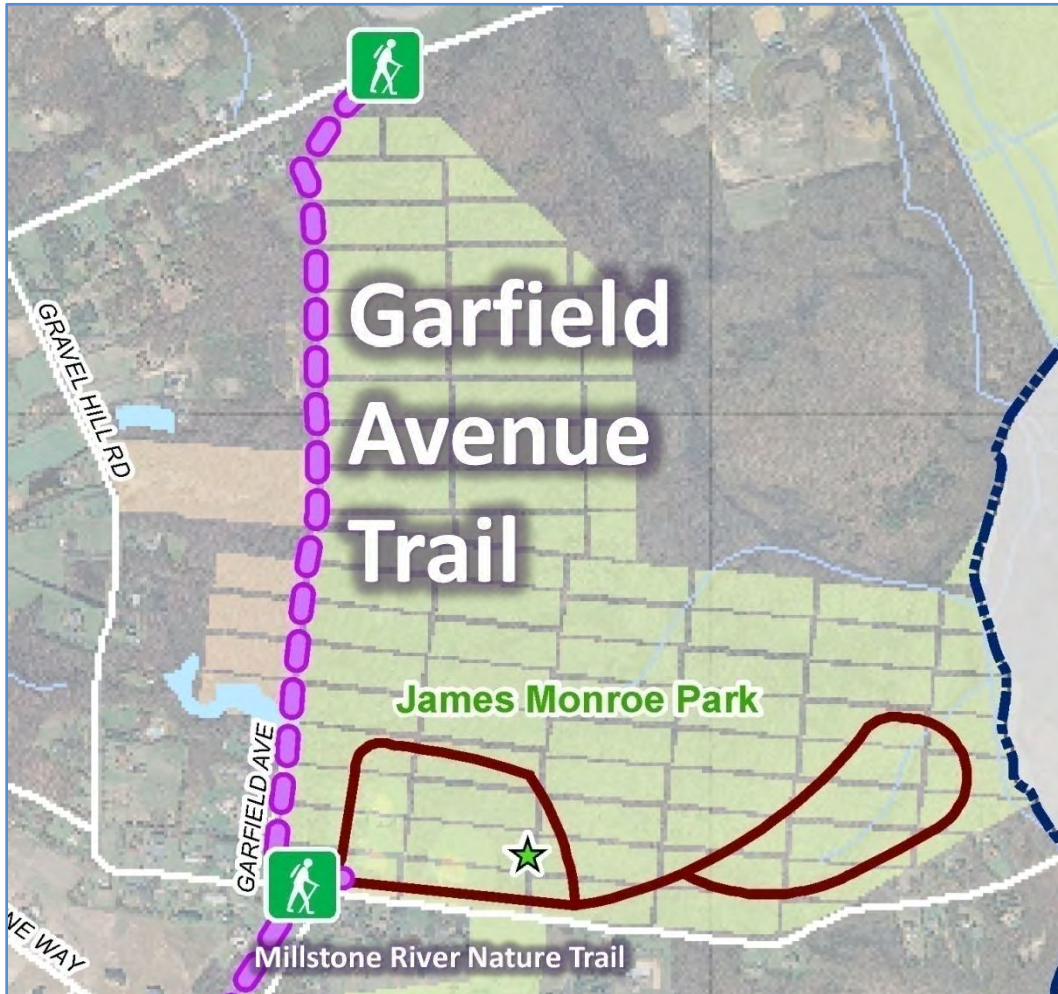 GRAVEL HILL RD
Garfield
Avenue
Trail
James Monroe Park
GARFIELD AVE
NE WAY
Millstone River Nature Trail